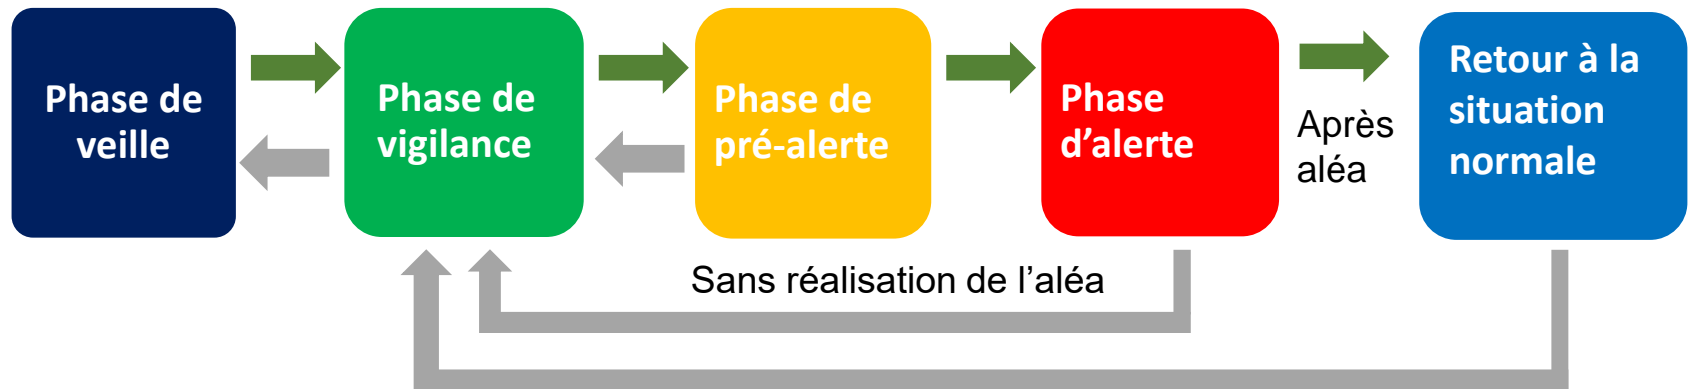 Phase de
veille
Phase de
vigilance
Phase de
pré-alerte
Phase
d’alerte
Après
aléa
Retour à la
situation
normale
Sans réalisation de l’aléa